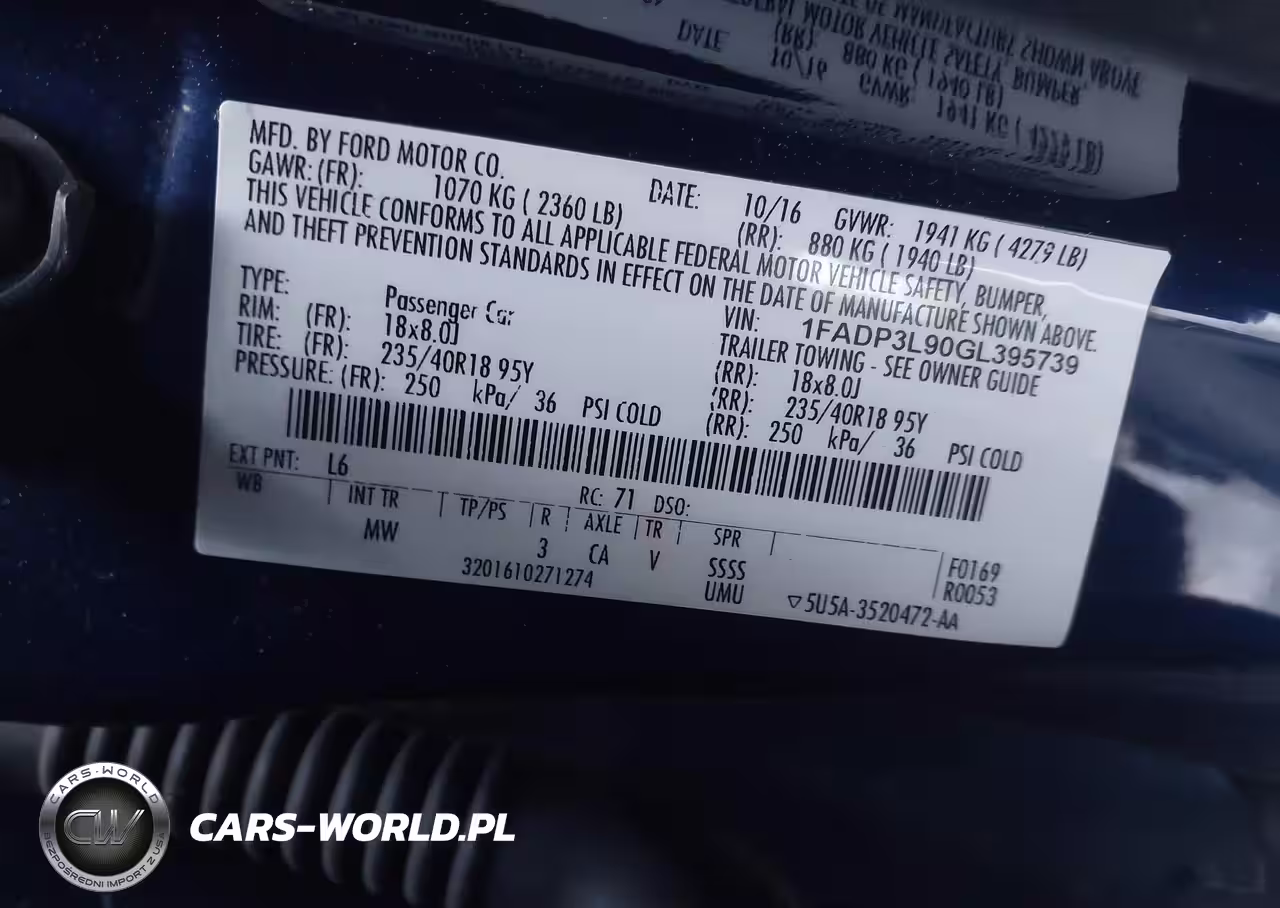 MFD. BY FORD MOTOR CO. DATE: 10/16 GVWR: 1941 KG ( 4279 LB)
GAWR: (FR): 1070 KG ( 2360 LB) (RR): 880 KG ( 1940 LB)
THIS VEHICLE CONFORMS TO ALL APPLICABLE FEDERAL MOTOR VEHICLE SAFETY, BUMPER,
AND THEFT PREVENTION STANDARDS IN EFFECT ON THE DATE OF MANUFACTURE SHOWN ABOVE.
VIN: 1FADP3L90GL395739
TYPE: Passenger Car TRAILER TOWING - SEE OWNER GUIDE
RIM: (FR): 18x8.0J (RR): 18x8.0J
TIRE: (FR): 235/40R18 95Y (RR): 235/40R18 95Y
PRESSURE: (FR): 250 kPa/ 36 PSI COLD (RR): 250 kPa/ 36 PSI COLD
EXT PNT: L6 RC: 71 DSO:
WB INT TR TP/PS R AXLE TR SPR
MW 3 CA V SSSS F0169
3201610271274 UMU R0053
▽5U5A-3520472-AA
CARS-WORLD
CW
BEZPOŚREDNI IMPORT Z USA
CARS-WORLD.PL